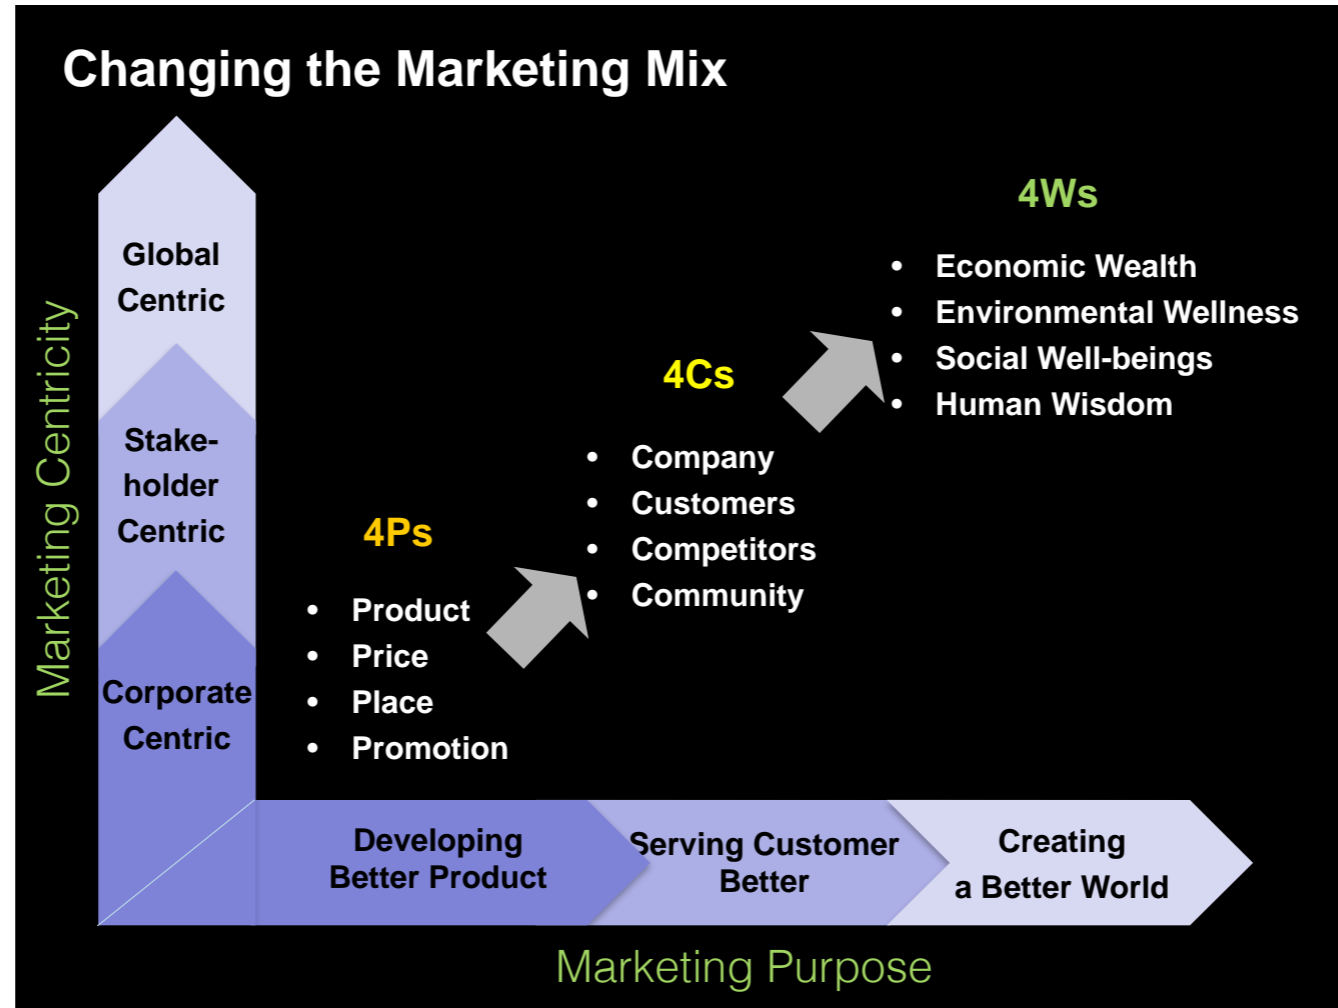 Changing the Marketing Mix
Marketing Centricity
Global
Centric
Stake-
holder
Centric
Corporate
Centric
4Ps
• Product
• Price
• Place
• Promotion
4Cs
• Company
• Customers
• Competitors
• Community
4Ws
• Economic Wealth
• Environmental Wellness
• Social Well-beings
• Human Wisdom
Developing
Better Product
Serving Customer
Better
Creating
a Better World
Marketing Purpose